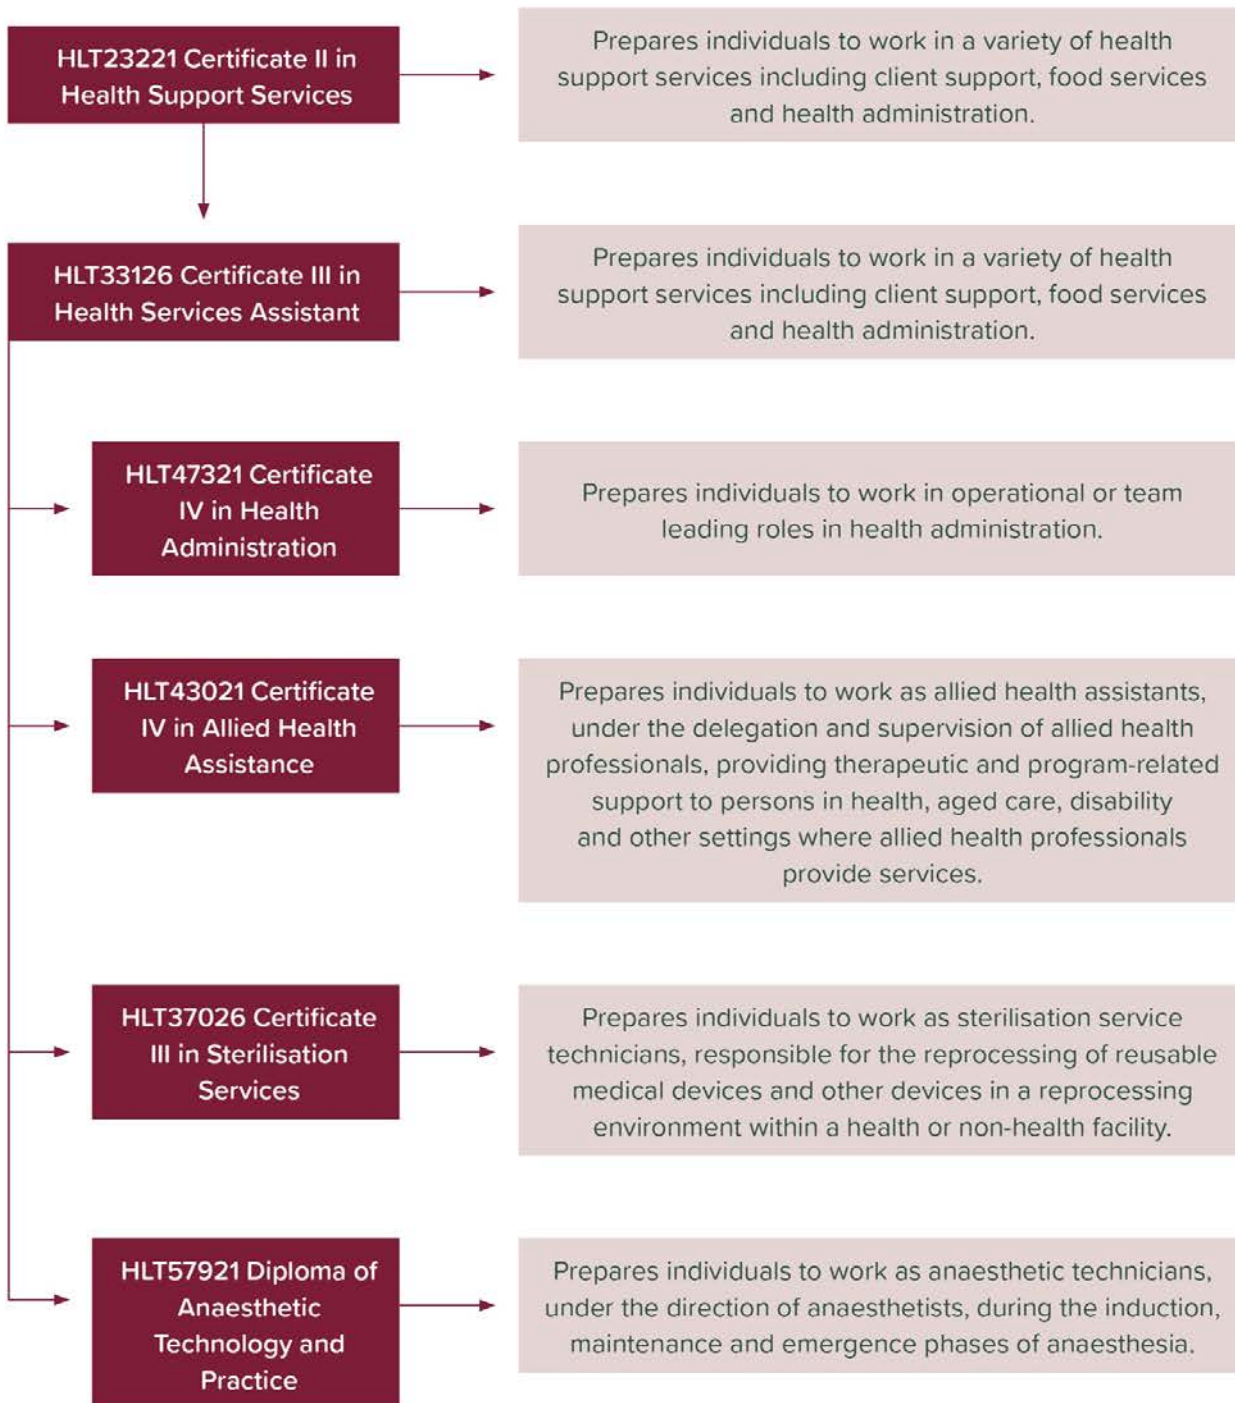 HLT23221 Certificate II in
Health Support Services
Prepares individuals to work in a variety of health
support services including client support, food services
and health administration.
HLT33126 Certificate III in
Health Services Assistant
Prepares individuals to work in a variety of health
support services including client support, food services
and health administration.
HLT47321 Certificate
IV in Health
Administration
Prepares individuals to work in operational or team
leading roles in health administration.
HLT43021 Certificate
IV in Allied Health
Assistance
Prepares individuals to work as allied health assistants,
under the delegation and supervision of allied health
professionals, providing therapeutic and program-related
support to persons in health, aged care, disability
and other settings where allied health professionals
provide services.
HLT37026 Certificate
III in Sterilisation
Services
Prepares individuals to work as sterilisation service
technicians, responsible for the reprocessing of reusable
medical devices and other devices in a reprocessing
environment within a health or non-health facility.
HLT57921 Diploma of
Anaesthetic
Technology and
Practice
Prepares individuals to work as anaesthetic technicians,
under the direction of anaesthetists, during the induction,
maintenance and emergence phases of anaesthesia.